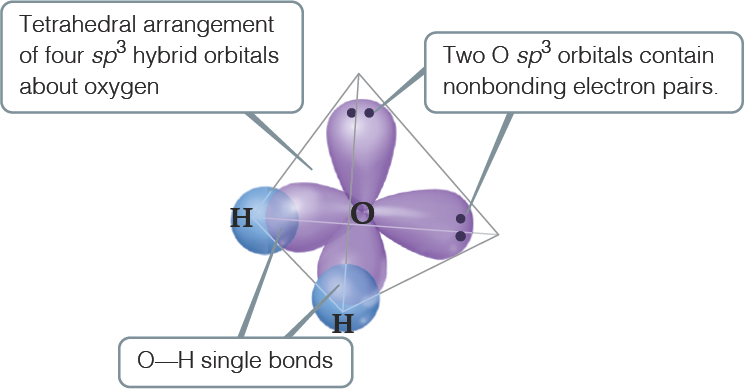 Tetrahedral arrangement
of four sp³ hybrid orbitals
about oxygen
Two O sp³ orbitals contain
nonbonding electron pairs.
H
O
H
O—H single bonds